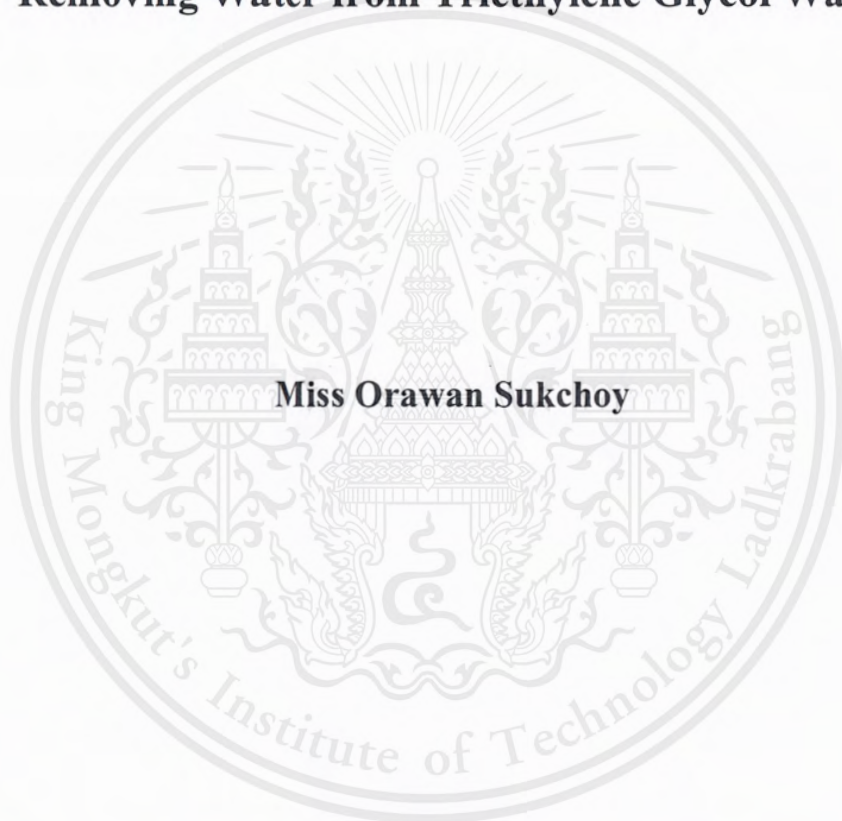 Removing Water from Triethylene Glycol
Miss Orawan Sukchoy
King Mongkut's Institute of Technology Ladkrabang